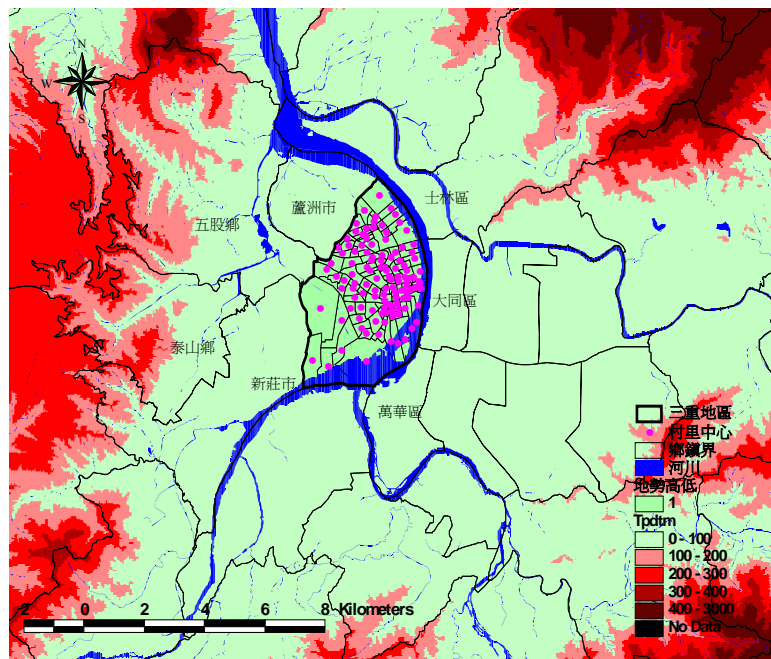 N
W
S
士林區
蘆洲市
五股鄉
大同區
泰山鄉
新莊市
萬華區
三重地區
村里中心
鄉鎮界
河川
地勢高低
1
Tpdtm
0 - 100
100 - 200
200 - 300
300 - 400
400 - 3000
No Data
2 0 2 4 6 8 Kilometers